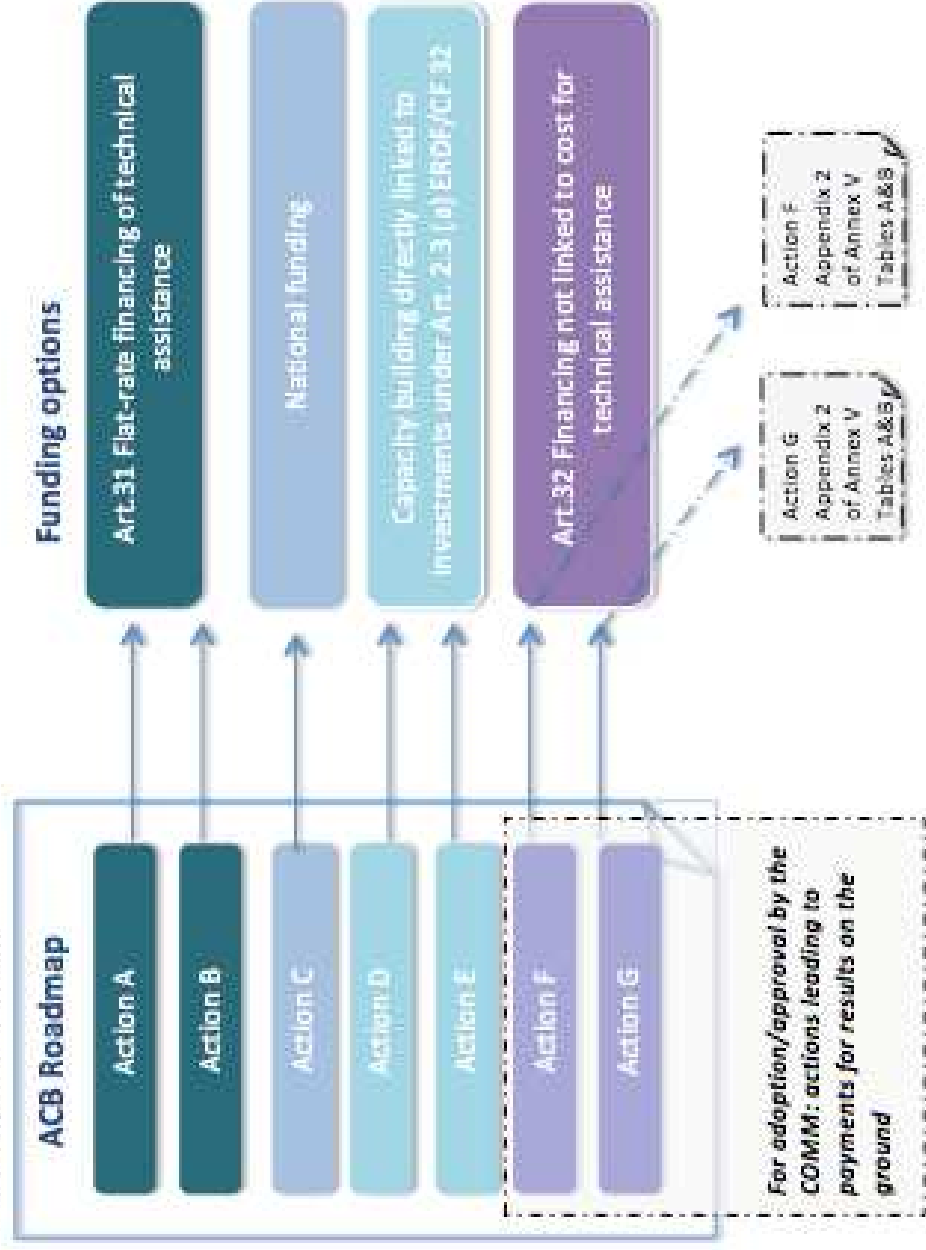 ACB Roadmap
Action A
Action B
Action C
Action D
Action E
Action F
Action G
For adoption/approval by the
COMM: actions leading to
payments for results on the
ground
Funding options
Art.31 Flat-rate financing of technical
assistance
National funding
Capacity building directly linked to
investments under Art. 2.3 (a) ERDF/CF 32
Art.32 Financing not linked to cost for
technical assistance
Action G
Appendix 2
of Annex V
Tables A&B
Action F
Appendix 2
of Annex V
Tables A&B